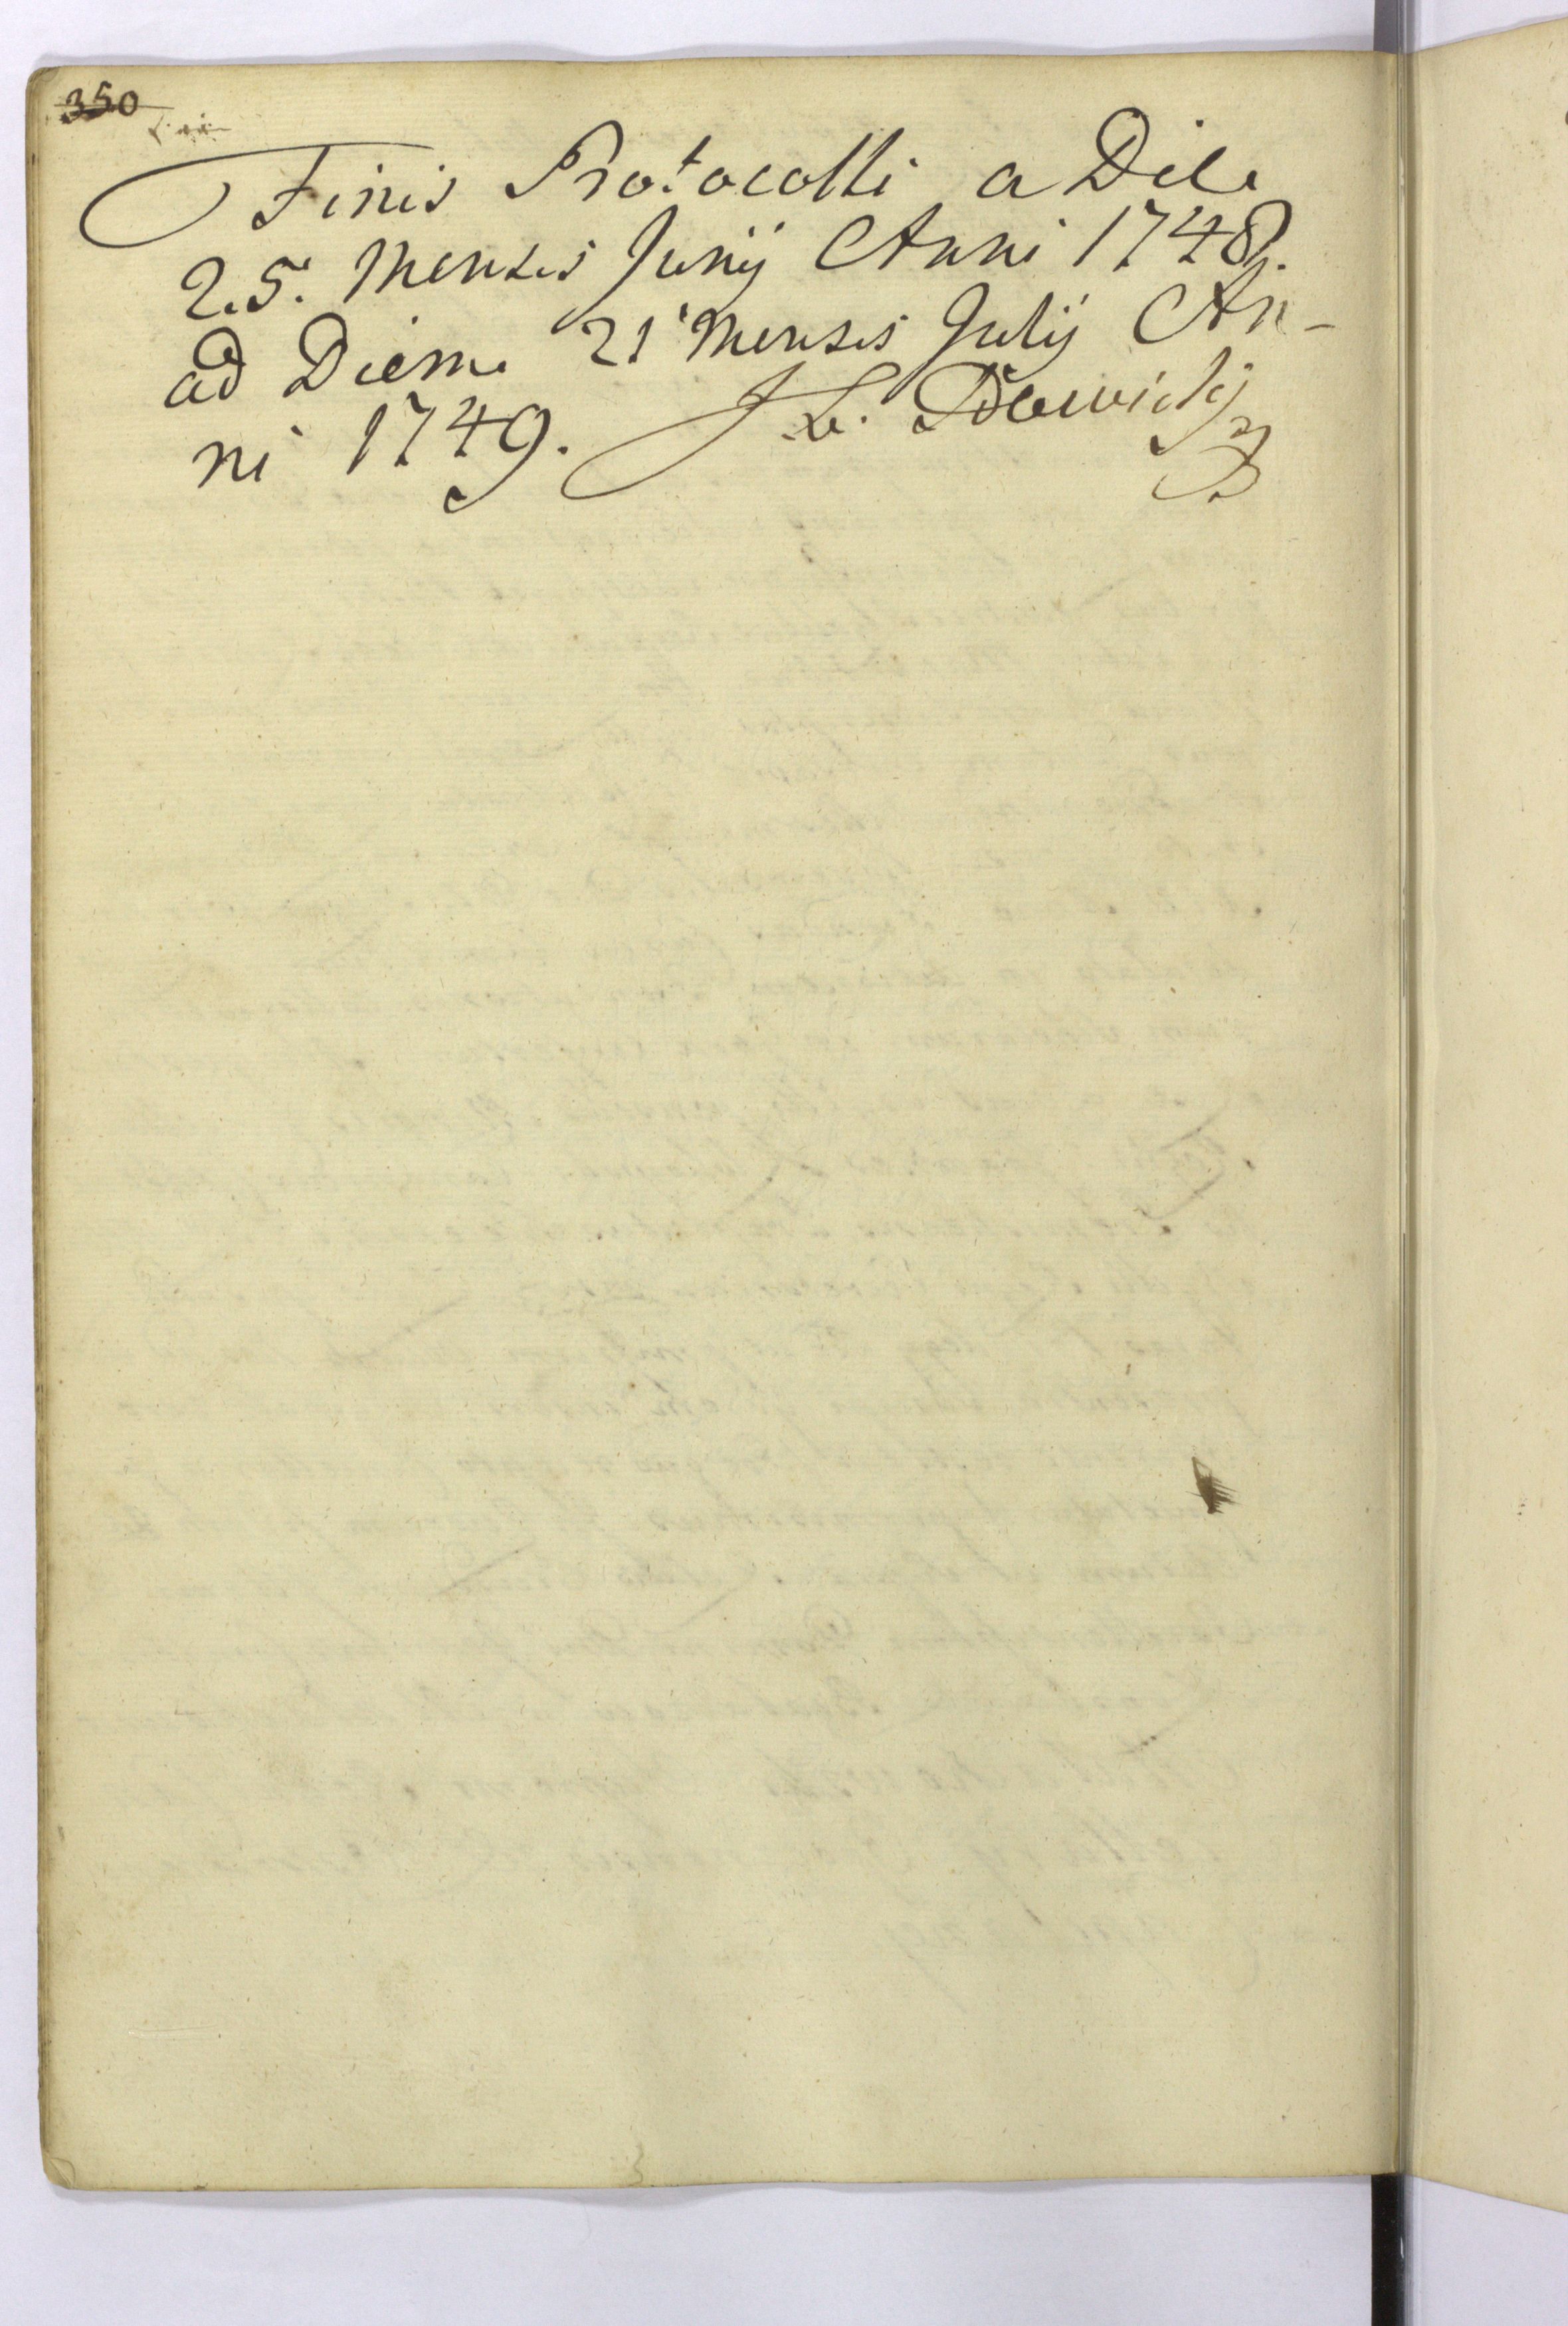 350
Finis Protocolli a Die
25. Mensis Junij Anni 1748.
ad Diem 21 Mensis Julij An-
ni 1749.